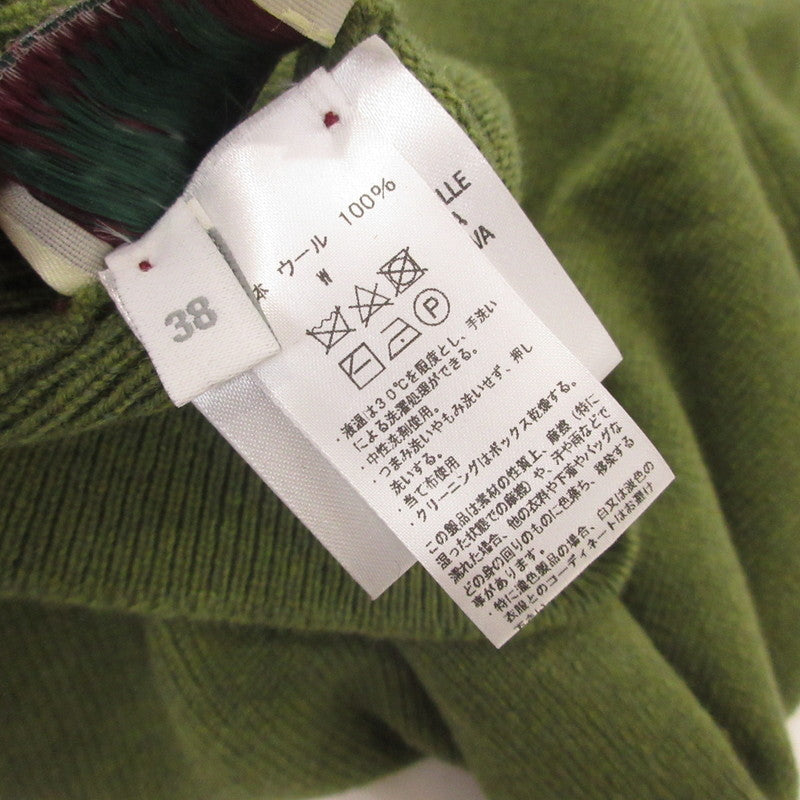 38
LLE
A
VA
本 ウール 100%
W
P
・液温は30℃を限度とし、手洗い
による洗濯処理ができる。
・中性洗剤使用。
・つまみ洗いやもみ洗いせず、押し
洗いする。
・当て布使用
・クリーニングはボックス乾燥する。
この製品は素材の性質上、摩擦(特に
湿った状態での摩擦)や、汗や雨などで
濡れた場合、他の衣料や下着やバッグな
どの身の回りのものに色落ち、移染する
事があります。
・特に濃色製品の場合、白又は淡色の
衣服とのコーディネートはお避け
下さい